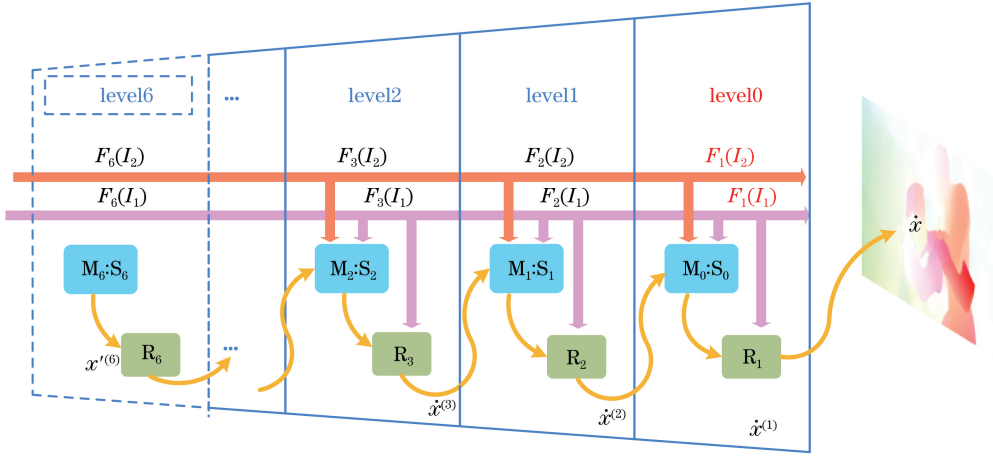 level6 ... level2 level1 level0
F₆(I₂) F₃(I₂) F₂(I₂) F₁(I₂)
F₆(I₁) F₃(I₁) F₂(I₁) F₁(I₁)
ẋ
M₆:S₆ M₂:S₂ M₁:S₁ M₀:S₀
x′⁽⁶⁾ R₆ ... R₃ R₂ R₁
ẋ⁽³⁾ ẋ⁽²⁾ ẋ⁽¹⁾